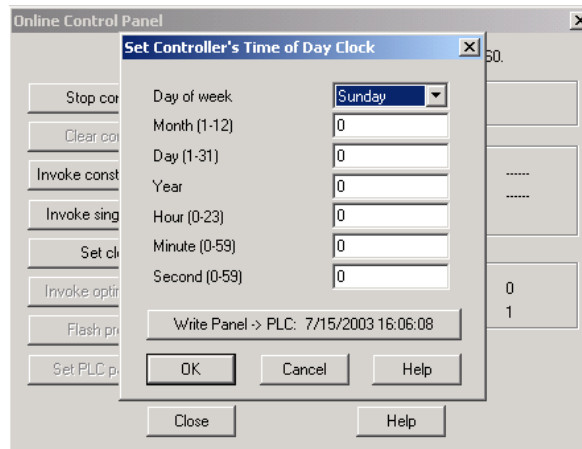 Online Control Panel
Set Controller's Time of Day Clock
60.
Stop cor
Day of week Sunday
Month (1-12) 0
Clear cor
Day (1-31) 0
Invoke const
Year 0
------
------
Invoke sing
Hour (0-23) 0
Minute (0-59) 0
Set cl
Second (0-59) 0
Invoke optir
0
Write Panel -> PLC: 7/15/2003 16:06:08
1
Flash pr
Set PLC p
OK Cancel Help
Close Help